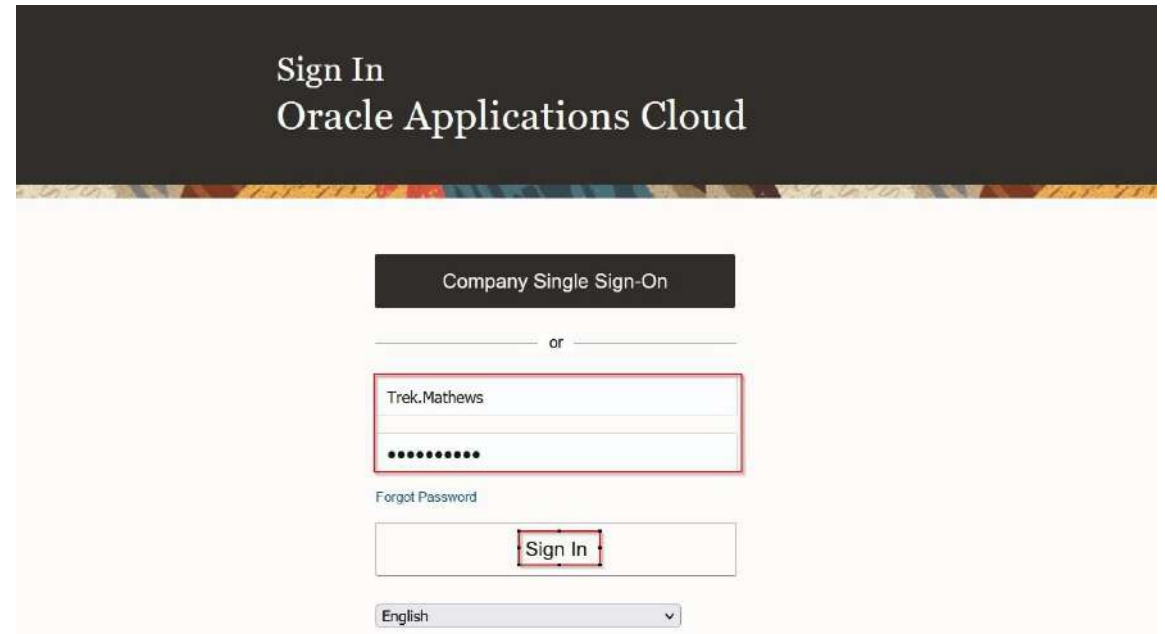 Sign In
Oracle Applications Cloud
Company Single Sign-On
or
Trek.Mathews
••••••••••
Forgot Password
Sign In
English